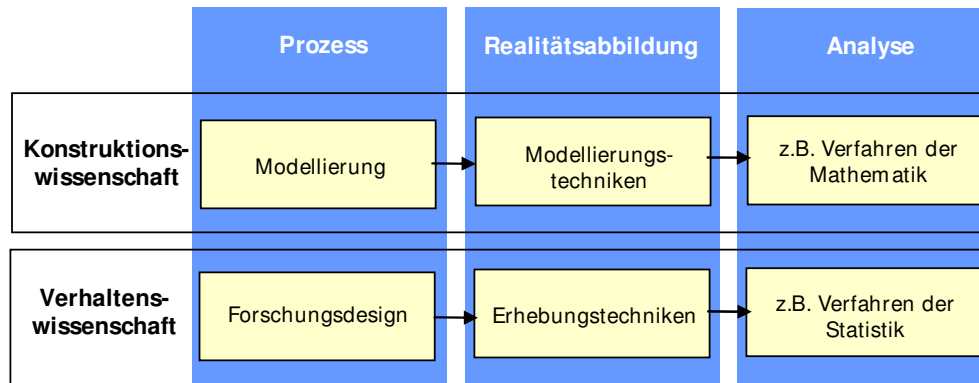 Prozess
Realitätsabbildung
Analyse
Konstruktions-
wissenschaft
Modellierung
Modellierungs-
techniken
z.B. Verfahren der
Mathematik
Verhaltens-
wissenschaft
Forschungsdesign
Erhebungstechniken
z.B. Verfahren der
Statistik